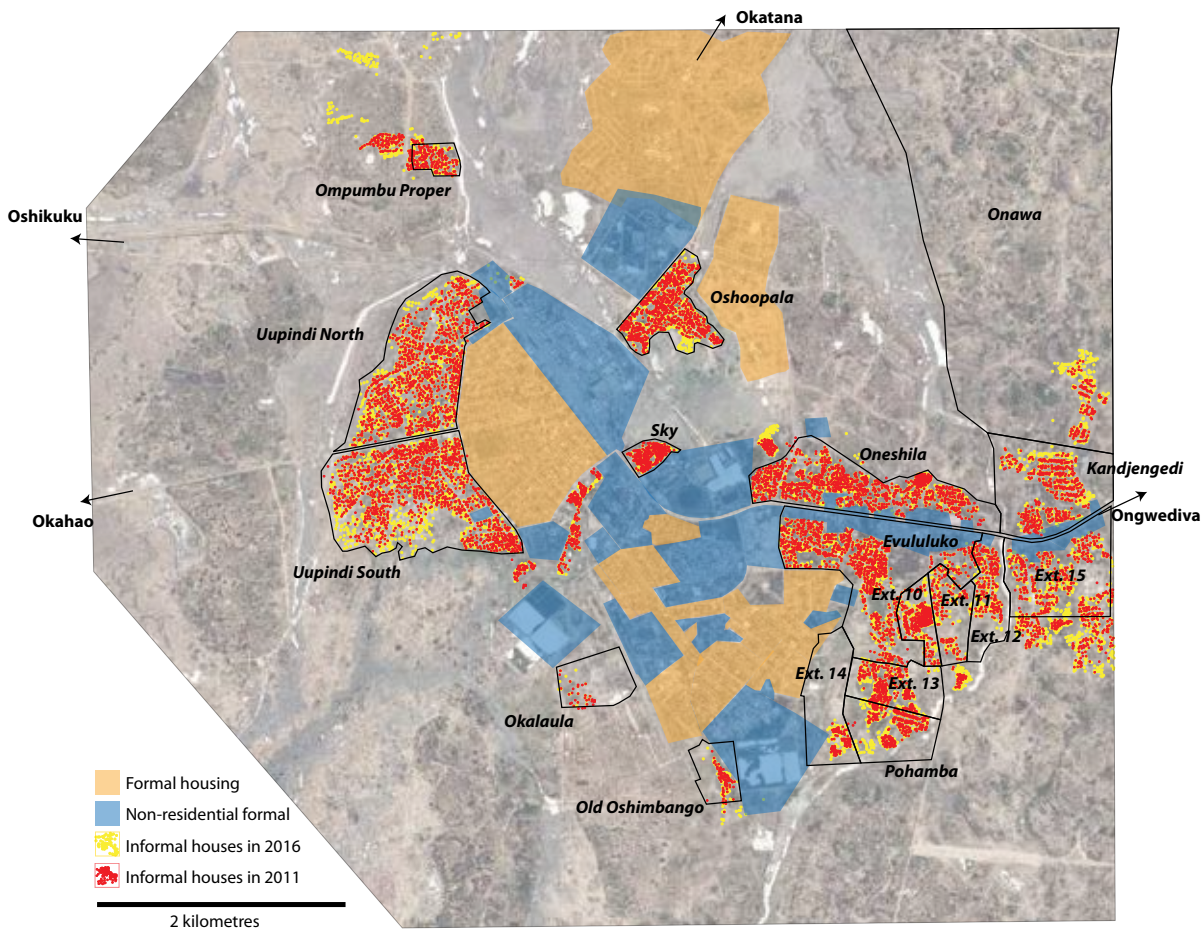 Okatana
Ompumbu Proper
Oshikuku
Onawa
Oshoopala
Uupindi North
Sky
Oneshila
Kandjengedi
Okahao
Ongwediva
Evululuko
Uupindi South
Ext. 15
Ext. 10
Ext. 11
Ext. 12
Ext. 14
Ext. 13
Okalaula
Pohamba
Old Oshimbango
Formal housing
Non-residential formal
Informal houses in 2016
Informal houses in 2011
2 kilometres